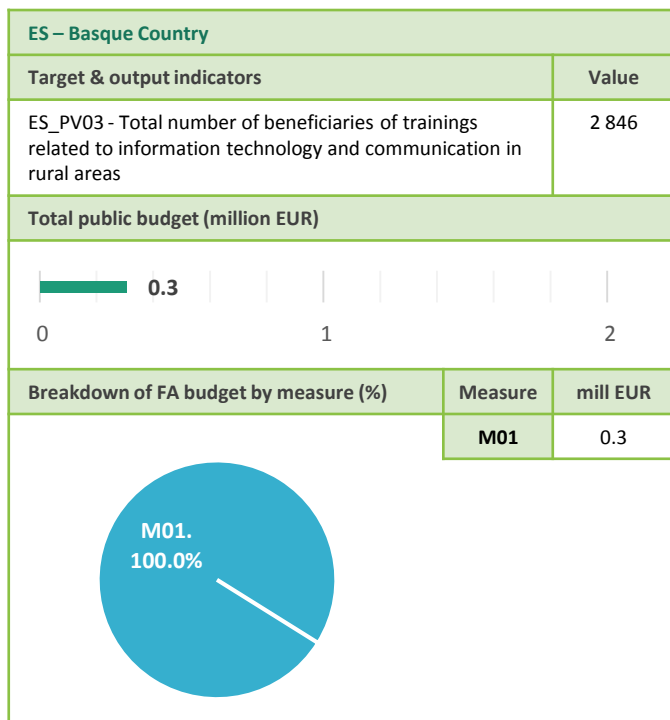 ES – Basque Country
Target & output indicators Value
ES_PV03 - Total number of beneficiaries of trainings 2 846
related to information technology and communication in
rural areas
Total public budget (million EUR)
0.3
0 1 2
Breakdown of FA budget by measure (%) Measure mill EUR
M01 0.3
M01.
100.0%